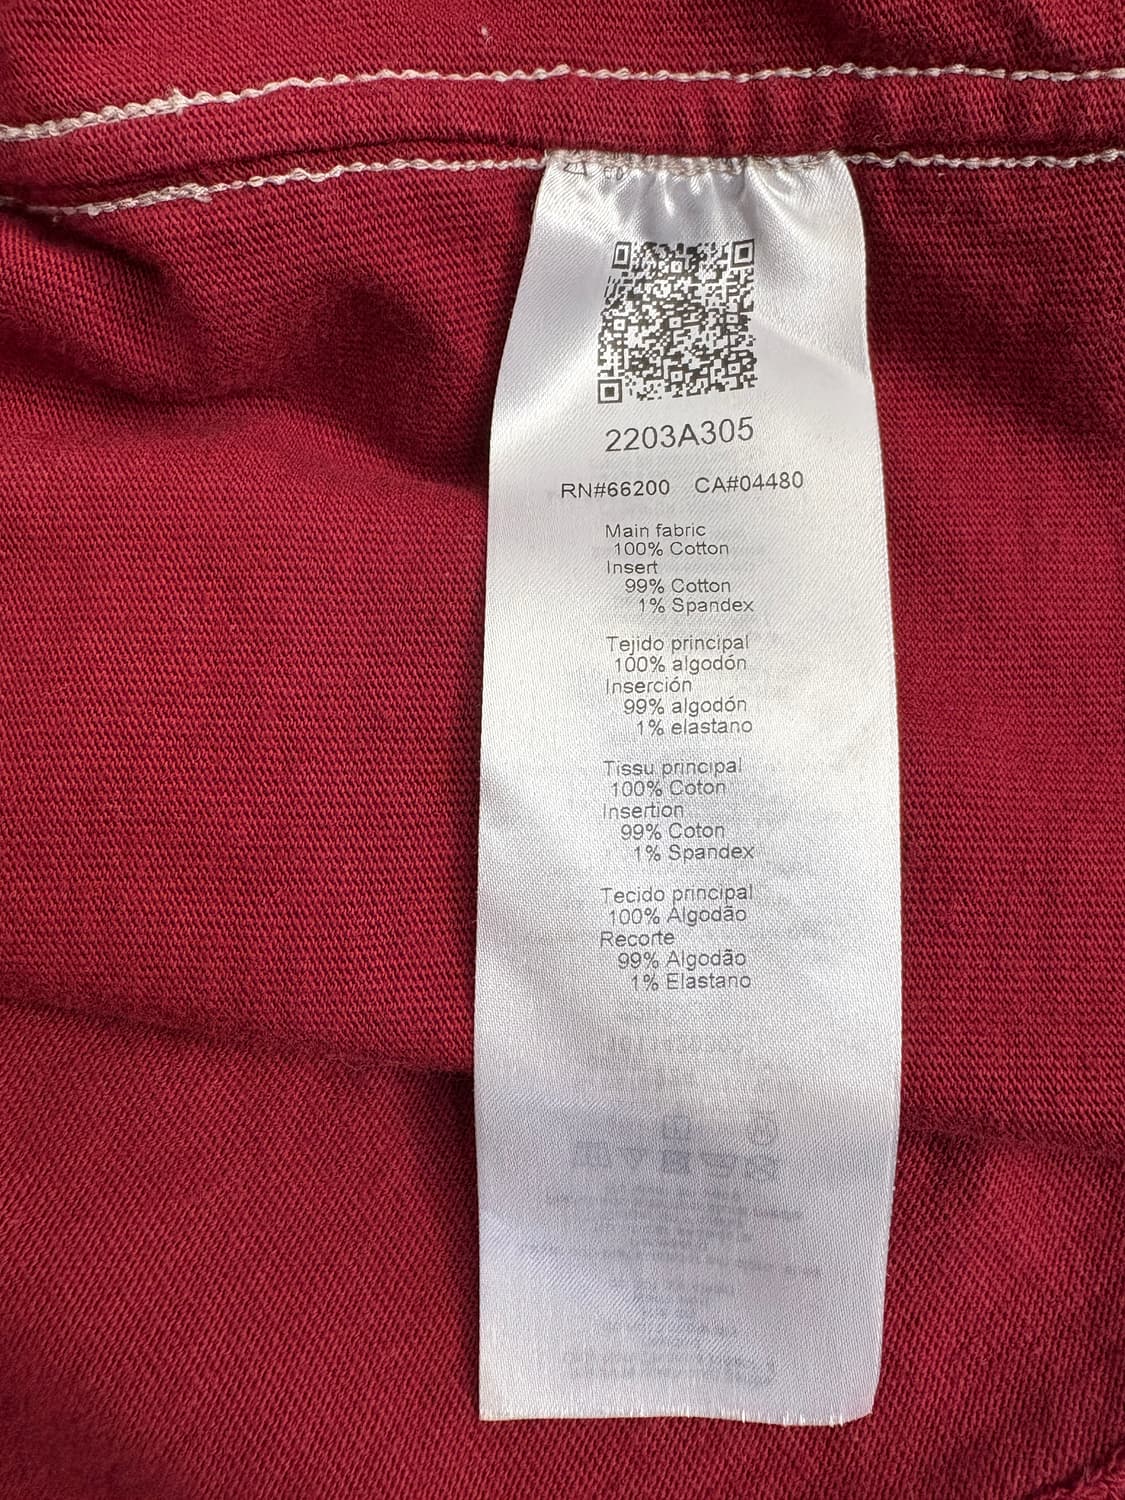 2203A305
RN#66200 CA#04480
Main fabric
100% Cotton
Insert
99% Cotton
1% Spandex
Tejido principal
100% algodón
Inserción
99% algodón
1% elastano
Tissu principal
100% Coton
Insertion
99% Coton
1% Spandex
Tecido principal
100% Algodão
Recorte
99% Algodão
1% Elastano